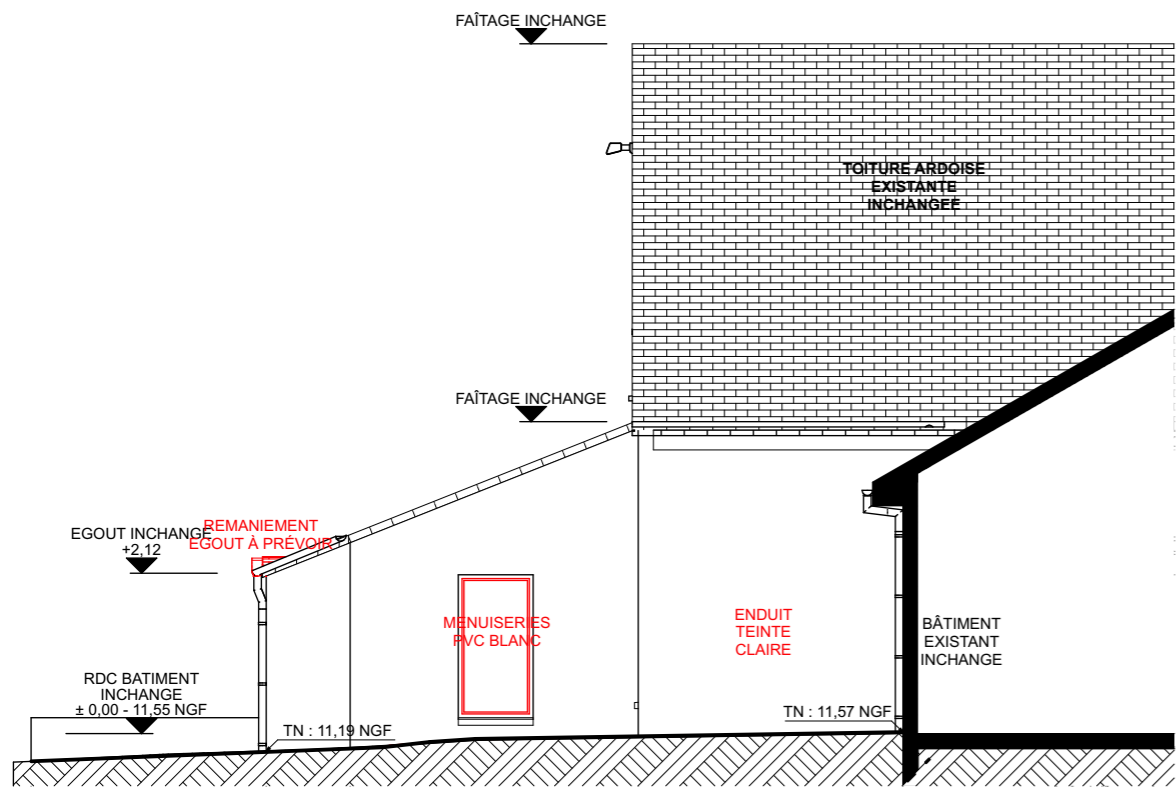 FAÎTAGE INCHANGE
TOITURE ARDOISE
EXISTANTE
INCHANGEE
FAÎTAGE INCHANGE
EGOUT INCHANGE
+2,12
REMANIEMENT
EGOUT À PRÉVOIR
MENUISERIES
PVC BLANC
ENDUIT
TEINTE
CLAIRE
BÂTIMENT
EXISTANT
INCHANGE
RDC BATIMENT
INCHANGE
± 0,00 - 11,55 NGF
TN : 11,19 NGF
TN : 11,57 NGF